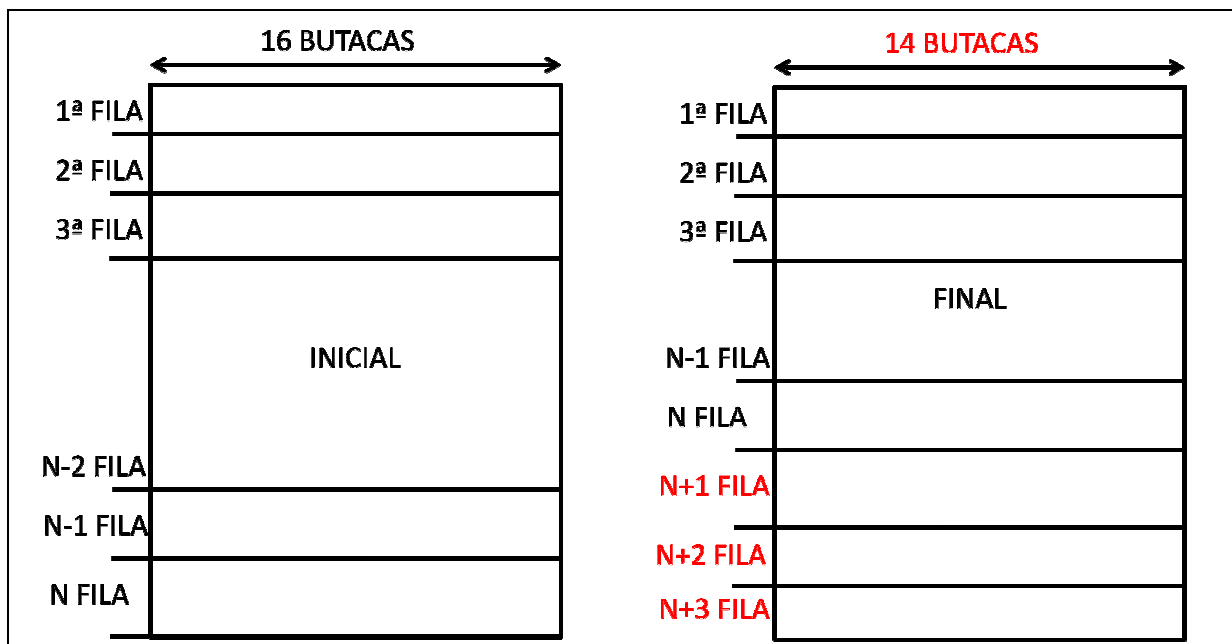 16 BUTACAS
1ª FILA
2ª FILA
3ª FILA
INICIAL
N-2 FILA
N-1 FILA
N FILA
14 BUTACAS
1ª FILA
2ª FILA
3ª FILA
FINAL
N-1 FILA
N FILA
N+1 FILA
N+2 FILA
N+3 FILA